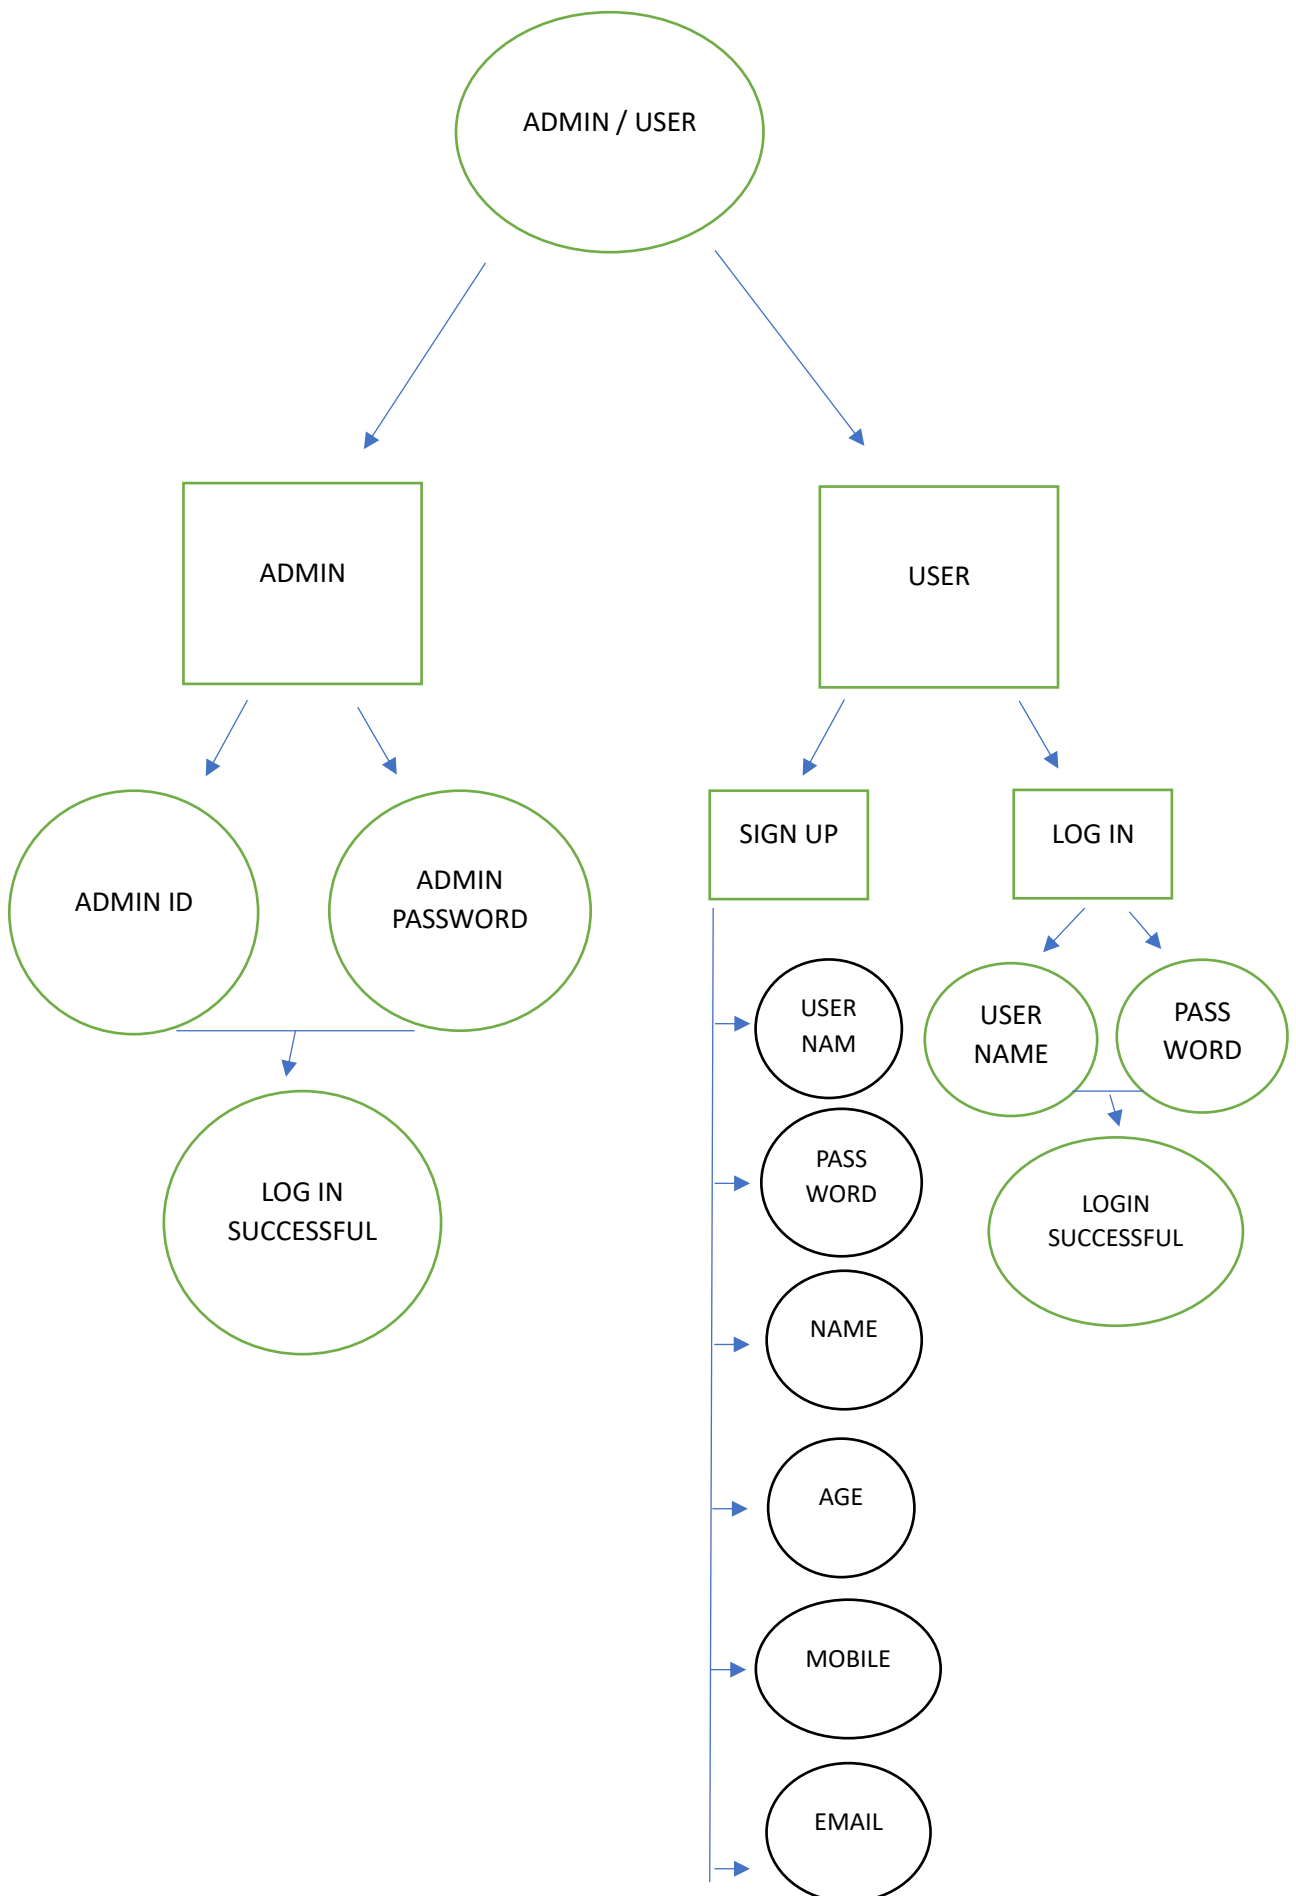 ADMIN / USER
ADMIN
USER
ADMIN ID
ADMIN
PASSWORD
LOG IN
SUCCESSFUL
SIGN UP
LOG IN
USER
NAM
PASS
WORD
NAME
AGE
MOBILE
EMAIL
USER
NAME
PASS
WORD
LOGIN
SUCCESSFUL